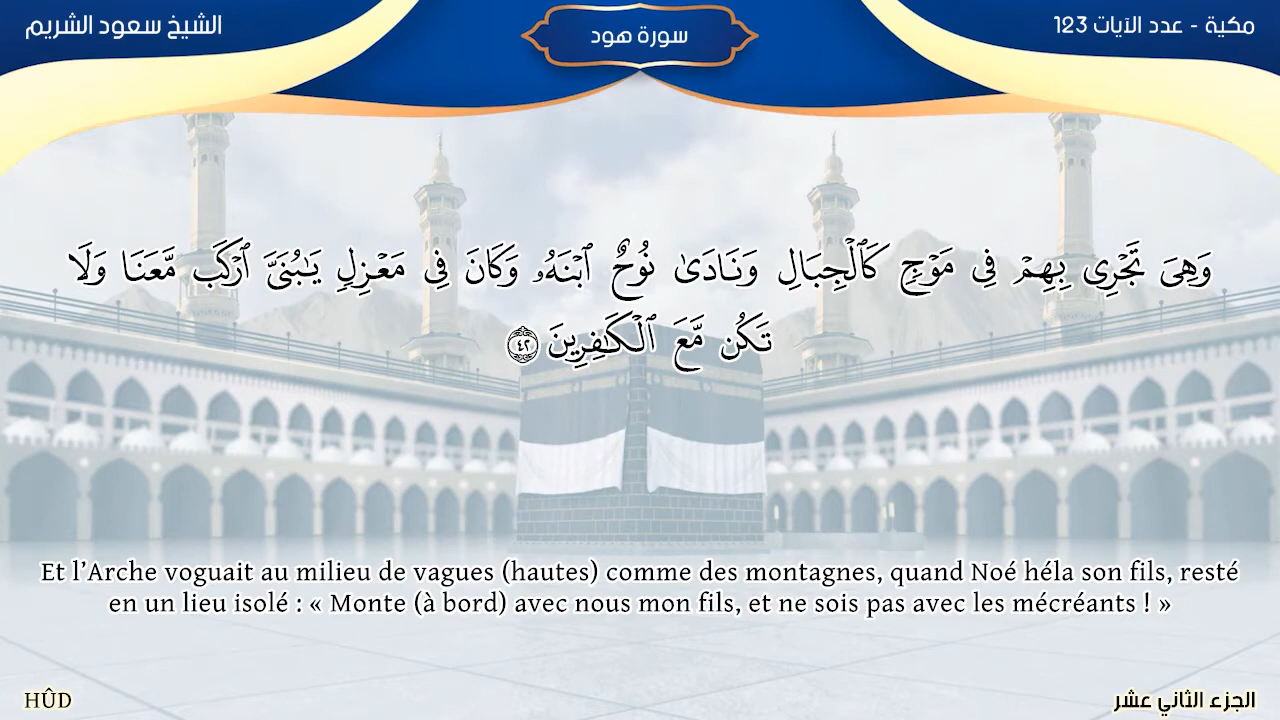 الشيخ سعود الشريم
سورة هود
مكية - عدد الآيات 123
وَهِىَ تَجْرِى بِهِمْ فِى مَوْجٍ كَٱلْجِبَالِ وَنَادَىٰ نُوحٌ ٱبْنَهُۥ وَكَانَ فِى مَعْزِلٍ يَـٰبُنَىَّ ٱرْكَب مَّعَنَا وَلَا
تَكُن مَّعَ ٱلْكَـٰفِرِينَ ٤٢
Et l’Arche voguait au milieu de vagues (hautes) comme des montagnes, quand Noé héla son fils, resté
en un lieu isolé : « Monte (à bord) avec nous mon fils, et ne sois pas avec les mécréants ! »
HÛD
الجزء الثاني عشر